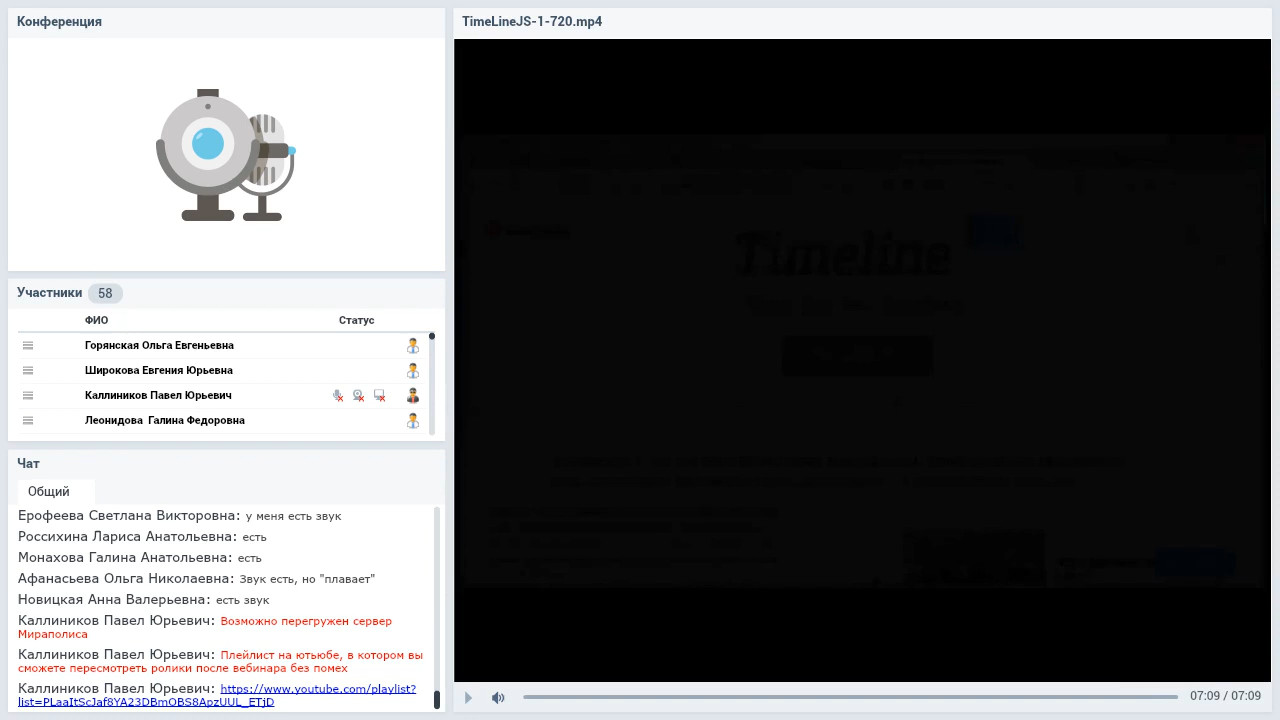 Конференция
TimeLineJS-1-720.mp4
Timeline
Участники 58
ФИО Статус
Горянская Ольга Евгеньевна
Широкова Евгения Юрьевна
Каллиников Павел Юрьевич
Леонидова Галина Федоровна
Чат
Общий
Ерофеева Светлана Викторовна: у меня есть звук
Россихина Лариса Анатольевна: есть
Монахова Галина Анатольевна: есть
Афанасьева Ольга Николаевна: Звук есть, но "плавает"
Новицкая Анна Валерьевна: есть звук
Каллиников Павел Юрьевич: Возможно перегружен сервер
Мираполиса
Каллиников Павел Юрьевич: Плейлист на ютьюбе, в котором вы
сможете пересмотреть ролики после вебинара без помех
Каллиников Павел Юрьевич: https://www.youtube.com/playlist?
list=PLaaItScJaf8YA23DBmOBS8ApzUUL_ETjD
07:09 / 07:09